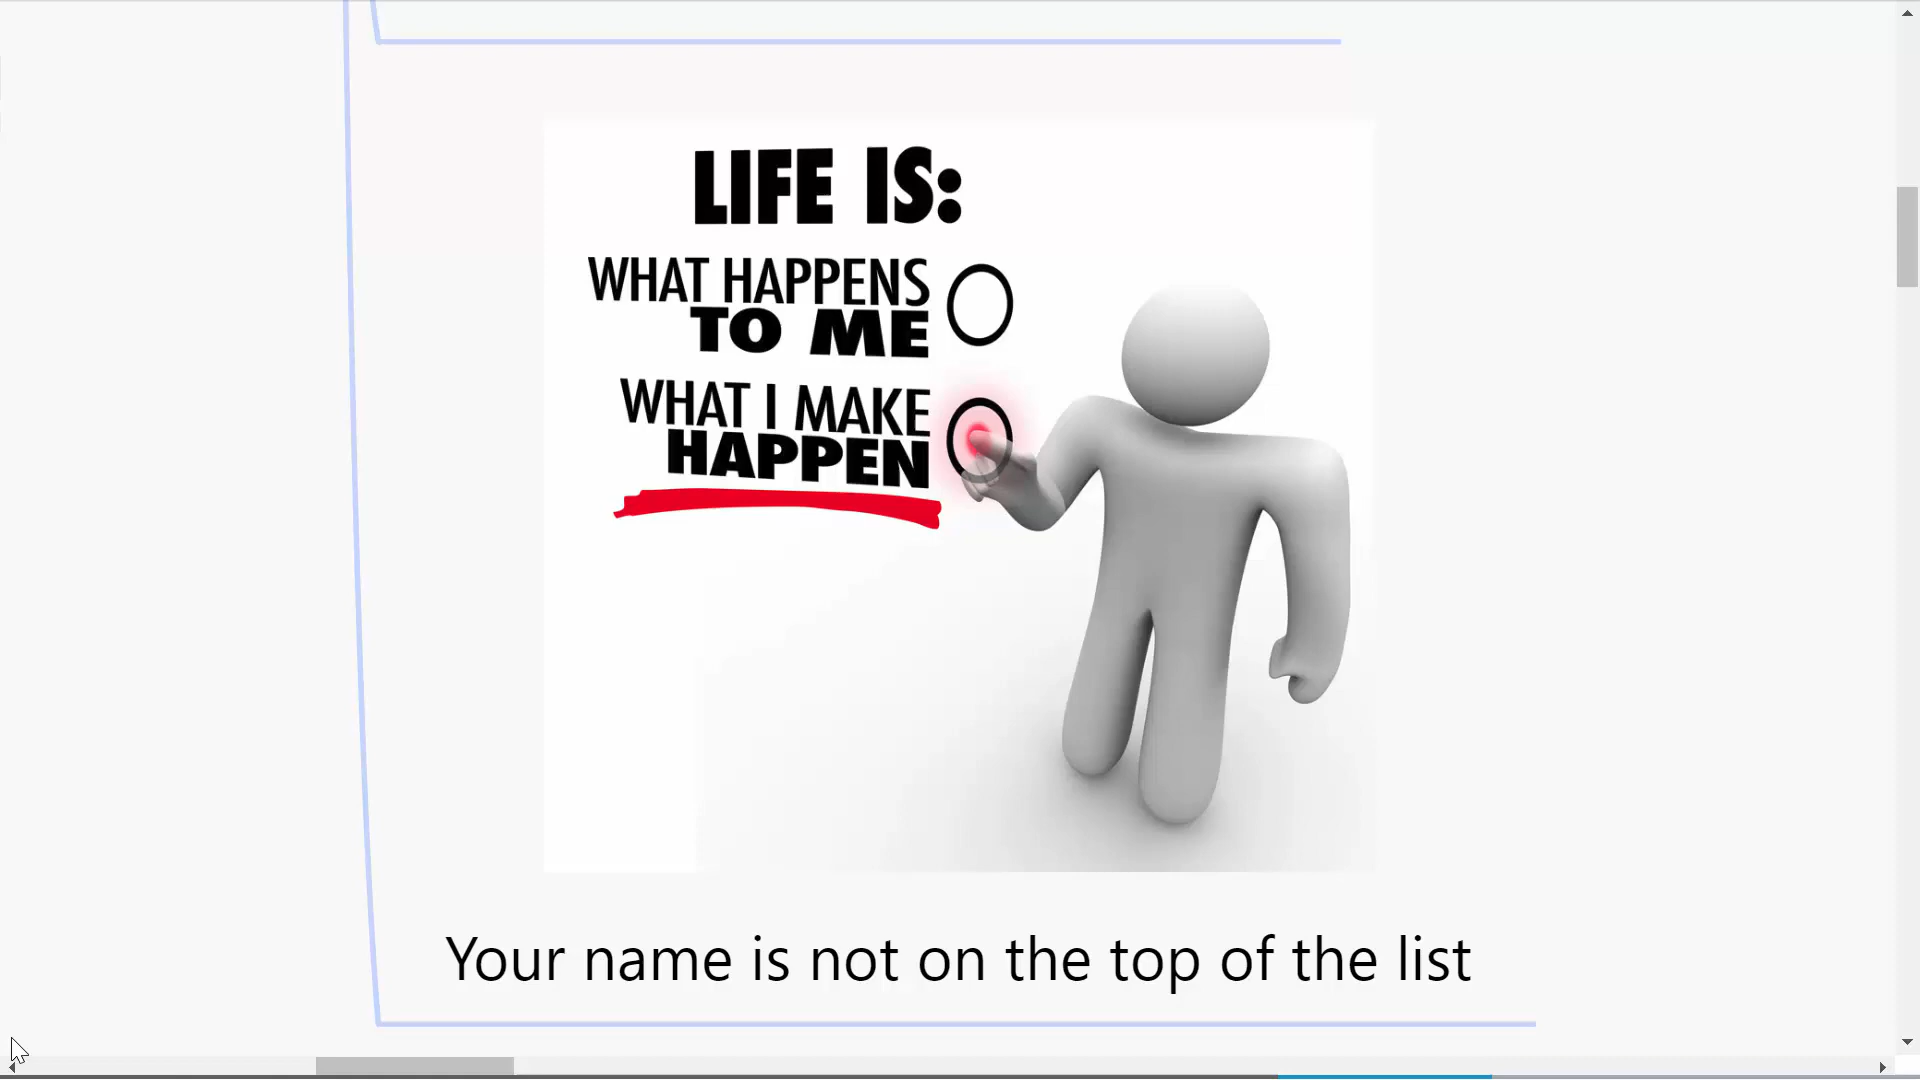 LIFE IS:
WHAT HAPPENS
TO ME
WHAT I MAKE
HAPPEN
Your name is not on the top of the list